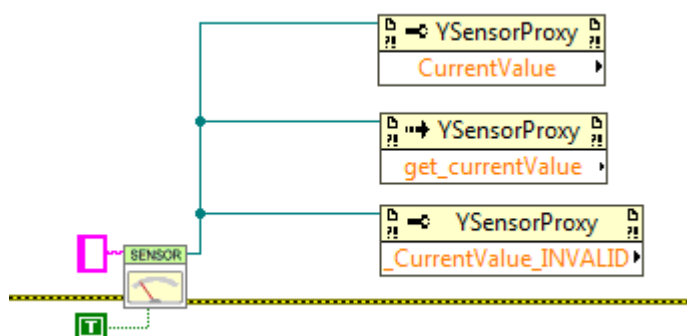 YSensorProxy
CurrentValue
YSensorProxy
get_currentValue
YSensorProxy
_CurrentValue_INVALID
SENSOR
T